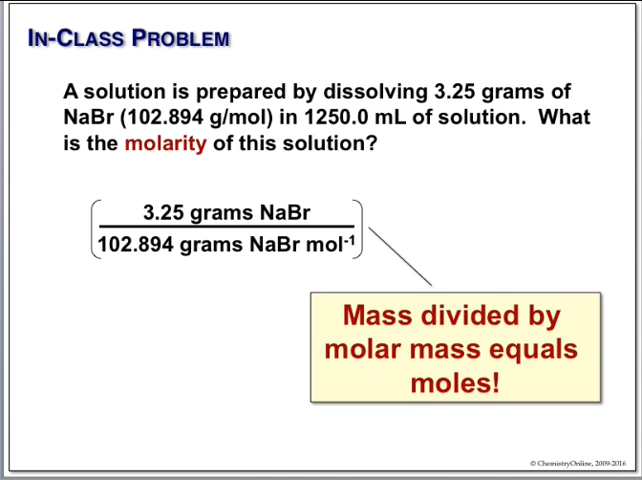 IN-CLASS PROBLEM
A solution is prepared by dissolving 3.25 grams of
NaBr (102.894 g/mol) in 1250.0 mL of solution.  What
is the molarity of this solution?
3.25 grams NaBr
102.894 grams NaBr mol⁻¹
Mass divided by
molar mass equals
moles!
© ChemistryOnline, 2009-2016